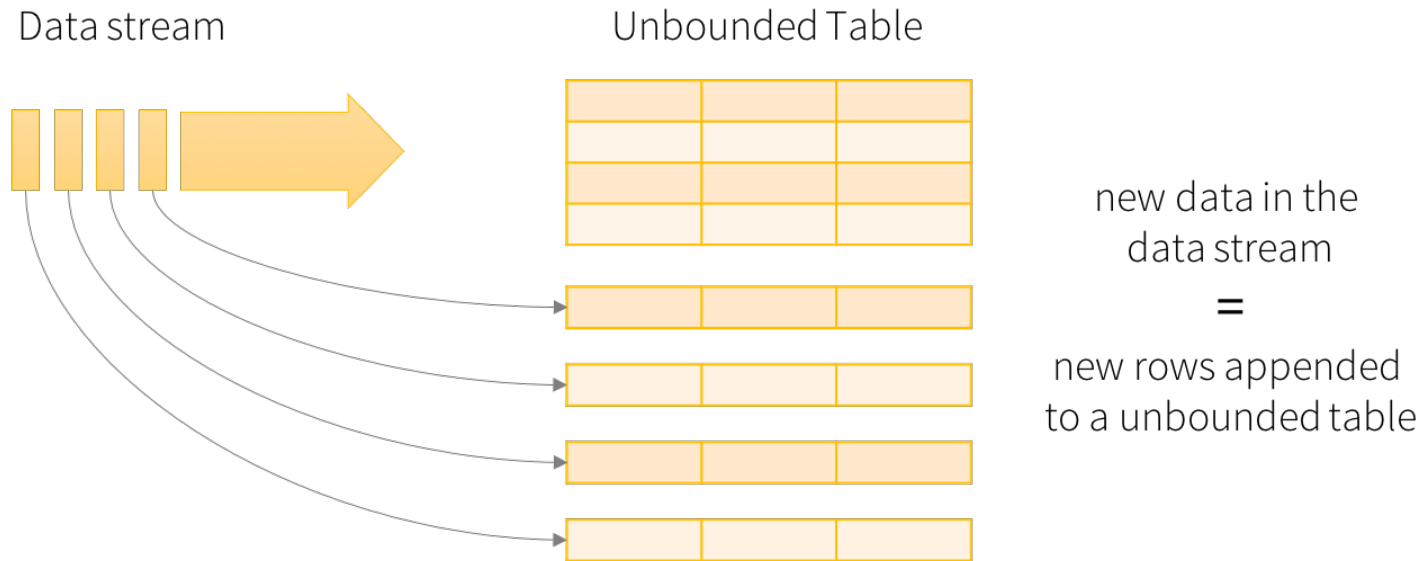 Data stream
Unbounded Table
new data in the
data stream
=
new rows appended
to a unbounded table